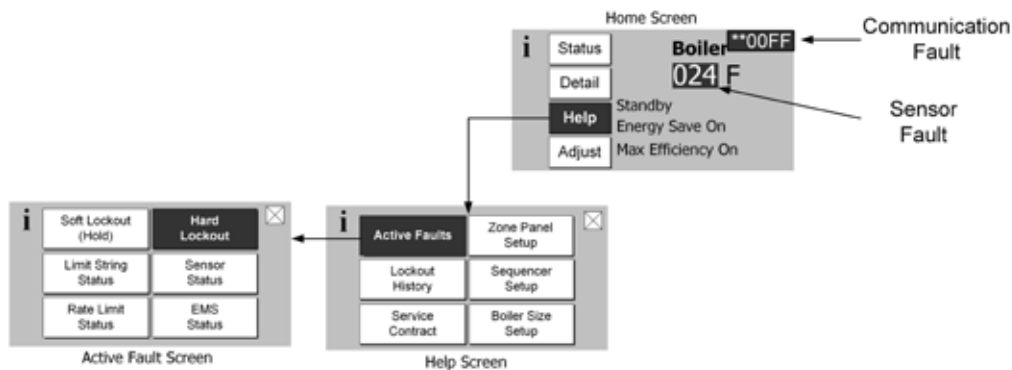 Home Screen
i
Status
Detail
Help
Adjust
Boiler
**00FF
024 F
Standby
Energy Save On
Max Efficiency On
Communication
Fault
Sensor
Fault
i
Soft Lockout
(Hold)
Hard
Lockout
Limit String
Status
Sensor
Status
Rate Limit
Status
EMS
Status
Active Fault Screen
i
Active Faults
Zone Panel
Setup
Lockout
History
Sequencer
Setup
Service
Contract
Boiler Size
Setup
Help Screen